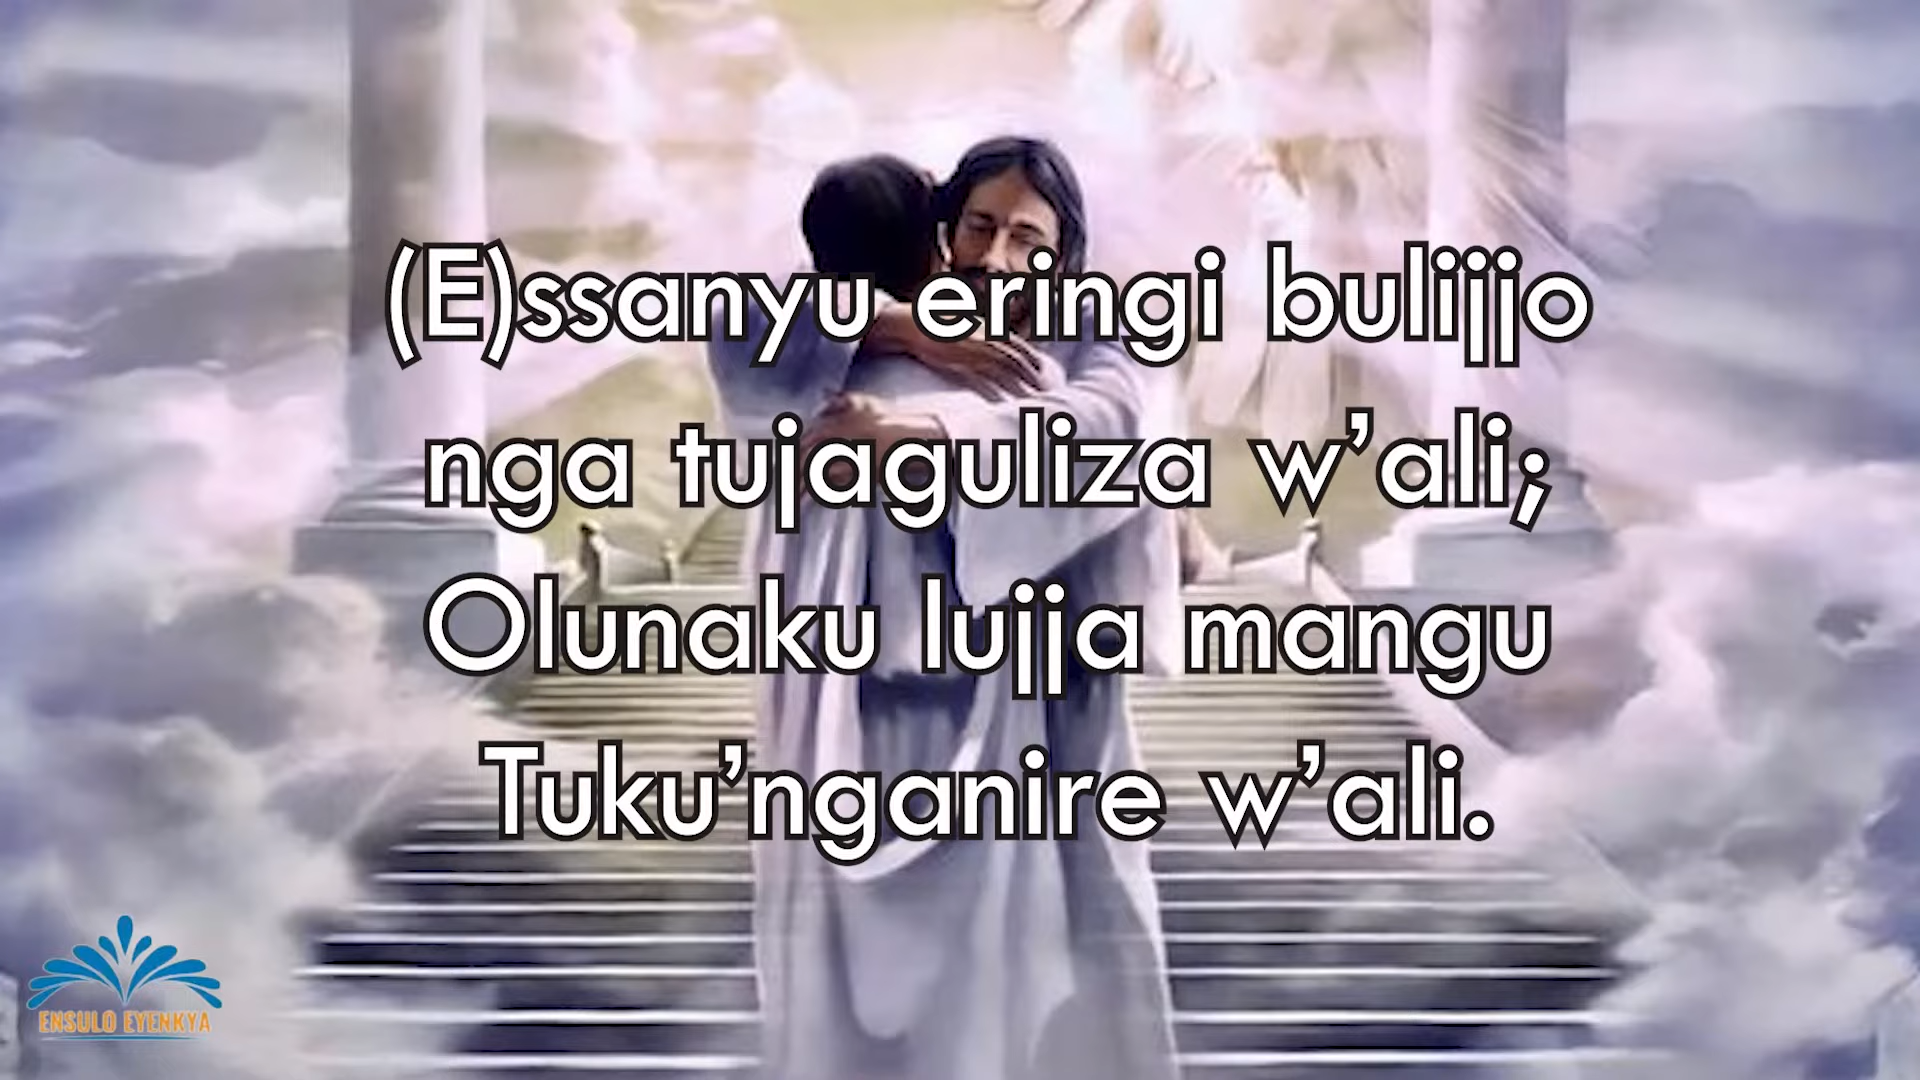 (E)ssanyu eringi bulijjo
nga tujaguliza w’ali;
Olunaku lujja mangu
Tuku’nganire w’ali.
ENSULO EYENKYA